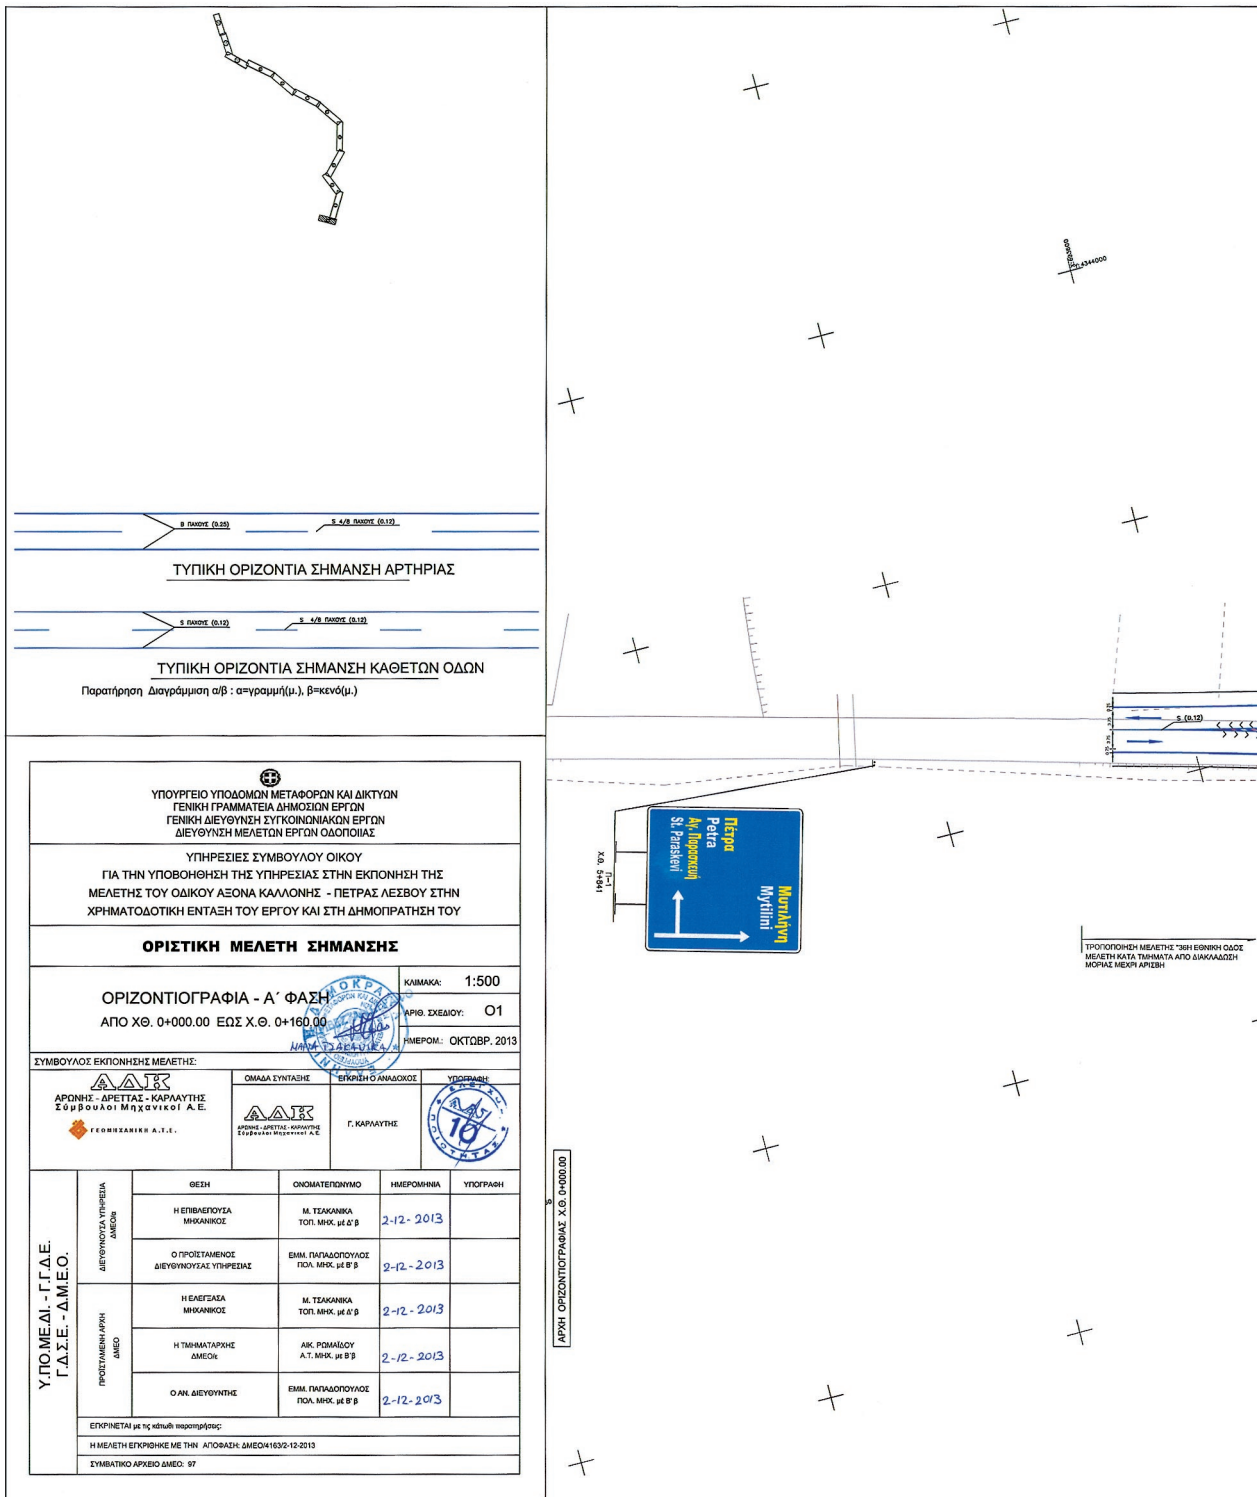 B ΠΑΧΟΥΣ (0.25)
S 4/8 ΠΑΧΟΥΣ (0.12)
ΤΥΠΙΚΗ ΟΡΙΖΟΝΤΙΑ ΣΗΜΑΝΣΗ ΑΡΤΗΡΙΑΣ
S ΠΑΧΟΥΣ (0.12)
S 4/8 ΠΑΧΟΥΣ (0.12)
ΤΥΠΙΚΗ ΟΡΙΖΟΝΤΙΑ ΣΗΜΑΝΣΗ ΚΑΘΕΤΩΝ ΟΔΩΝ
Παρατήρηση Διαγράμμιση α/β : α=γραμμή(μ.), β=κενό(μ.)
ΥΠΟΥΡΓΕΙΟ ΥΠΟΔΟΜΩΝ ΜΕΤΑΦΟΡΩΝ ΚΑΙ ΔΙΚΤΥΩΝ
ΓΕΝΙΚΗ ΓΡΑΜΜΑΤΕΙΑ ΔΗΜΟΣΙΩΝ ΕΡΓΩΝ
ΓΕΝΙΚΗ ΔΙΕΥΘΥΝΣΗ ΣΥΓΚΟΙΝΩΝΙΑΚΩΝ ΕΡΓΩΝ
ΔΙΕΥΘΥΝΣΗ ΜΕΛΕΤΩΝ ΕΡΓΩΝ ΟΔΟΠΟΙΙΑΣ
ΥΠΗΡΕΣΙΕΣ ΣΥΜΒΟΥΛΟΥ ΟΙΚΟΥ
ΓΙΑ ΤΗΝ ΥΠΟΒΟΗΘΗΣΗ ΤΗΣ ΥΠΗΡΕΣΙΑΣ ΣΤΗΝ ΕΚΠΟΝΗΣΗ ΤΗΣ
ΜΕΛΕΤΗΣ ΤΟΥ ΟΔΙΚΟΥ ΑΞΟΝΑ ΚΑΛΛΟΝΗΣ - ΠΕΤΡΑΣ ΛΕΣΒΟΥ ΣΤΗΝ
ΧΡΗΜΑΤΟΔΟΤΙΚΗ ΕΝΤΑΞΗ ΤΟΥ ΕΡΓΟΥ ΚΑΙ ΣΤΗ ΔΗΜΟΠΡΑΤΗΣΗ ΤΟΥ
ΟΡΙΣΤΙΚΗ ΜΕΛΕΤΗ ΣΗΜΑΝΣΗΣ
ΟΡΙΖΟΝΤΙΟΓΡΑΦΙΑ - Α΄ ΦΑΣΗ
ΑΠΟ ΧΘ. 0+000.00 ΕΩΣ Χ.Θ. 0+160.00
ΚΛΙΜΑΚΑ: 1:500
ΑΡΙΘ. ΣΧΕΔΙΟΥ: Ο1
ΗΜΕΡΟΜ.: ΟΚΤΩΒΡ. 2013
ΣΥΜΒΟΥΛΟΣ ΕΚΠΟΝΗΣΗΣ ΜΕΛΕΤΗΣ:
ΑΔΚ
ΑΡΩΝΗΣ - ΔΡΕΤΤΑΣ - ΚΑΡΛΑΥΤΗΣ
Σύμβουλοι Μηχανικοί Α.Ε.
ΓΕΩΜΗΧΑΝΙΚΗ Α.Τ.Ε.
ΟΜΑΔΑ ΣΥΝΤΑΞΗΣ
ΑΔΚ
ΑΡΩΝΗΣ - ΔΡΕΤΤΑΣ - ΚΑΡΛΑΥΤΗΣ
Σύμβουλοι Μηχανικοί Α.Ε.
ΕΓΚΡΙΣΗ Ο ΑΝΑΔΟΧΟΣ
Γ. ΚΑΡΛΑΥΤΗΣ
ΥΠΟΓΡΑΦΗ:
ΕΛΕΓΧΟΣ ΠΟΙΟΤΗΤΑΣ
10
Υ.ΠΟ.ΜΕ.ΔΙ. - Γ.Γ.Δ.Ε.
Γ.Δ.Σ.Ε. - Δ.Μ.Ε.Ο.
ΔΙΕΥΘΥΝΟΥΣΑ ΥΠΗΡΕΣΙΑ
ΔΜΕΟ/ε
ΘΕΣΗ ΟΝΟΜΑΤΕΠΩΝΥΜΟ ΗΜΕΡΟΜΗΝΙΑ ΥΠΟΓΡΑΦΗ
Η ΕΠΙΒΛΕΠΟΥΣΑ
ΜΗΧΑΝΙΚΟΣ
Μ. ΤΣΑΚΑΝΙΚΑ
ΤΟΠ. ΜΗΧ. με Δ' β
2-12-2013
Ο ΠΡΟΪΣΤΑΜΕΝΟΣ
ΔΙΕΥΘΥΝΟΥΣΑΣ ΥΠΗΡΕΣΙΑΣ
ΕΜΜ. ΠΑΠΑΔΟΠΟΥΛΟΣ
ΠΟΛ. ΜΗΧ. με Β' β
2-12-2013
ΠΡΟΪΣΤΑΜΕΝΗ ΑΡΧΗ
ΔΜΕΟ
Η ΕΛΕΓΞΑΣΑ
ΜΗΧΑΝΙΚΟΣ
Μ. ΤΣΑΚΑΝΙΚΑ
ΤΟΠ. ΜΗΧ. με Δ' β
2-12-2013
Η ΤΜΗΜΑΤΑΡΧΗΣ
ΔΜΕΟ/ε
ΑΙΚ. ΡΩΜΑΪΔΟΥ
Α.Τ. ΜΗΧ. με Β'β
2-12-2013
Ο ΑΝ. ΔΙΕΥΘΥΝΤΗΣ
ΕΜΜ. ΠΑΠΑΔΟΠΟΥΛΟΣ
ΠΟΛ. ΜΗΧ. με Β' β
2-12-2013
ΕΓΚΡΙΝΕΤΑΙ με τις κάτωθι παρατηρήσεις:
Η ΜΕΛΕΤΗ ΕΓΚΡΙΘΗΚΕ ΜΕ ΤΗΝ ΑΠΟΦΑΣΗ: ΔΜΕΟ/4163/2-12-2013
ΣΥΜΒΑΤΙΚΟ ΑΡΧΕΙΟ ΔΜΕΟ: 97
ΑΡΧΗ ΟΡΙΖΟΝΤΙΟΓΡΑΦΙΑΣ Χ.Θ. 0+000.00
Π-1
Χ.Θ. 5+841
Μυτιλήνη
Mytilini
Πέτρα
Petra
Αγ. Παρασκευή
St. Paraskevi
S (0.12)
ΤΡΟΠΟΠΟΙΗΣΗ ΜΕΛΕΤΗΣ "36Η ΕΘΝΙΚΗ ΟΔΟΣ
ΜΕΛΕΤΗ ΚΑΤΑ ΤΜΗΜΑΤΑ ΑΠΟ ΔΙΑΚΛΑΔΩΣΗ
ΜΟΡΙΑΣ ΜΕΧΡΙ ΑΡΙΣΒΗ